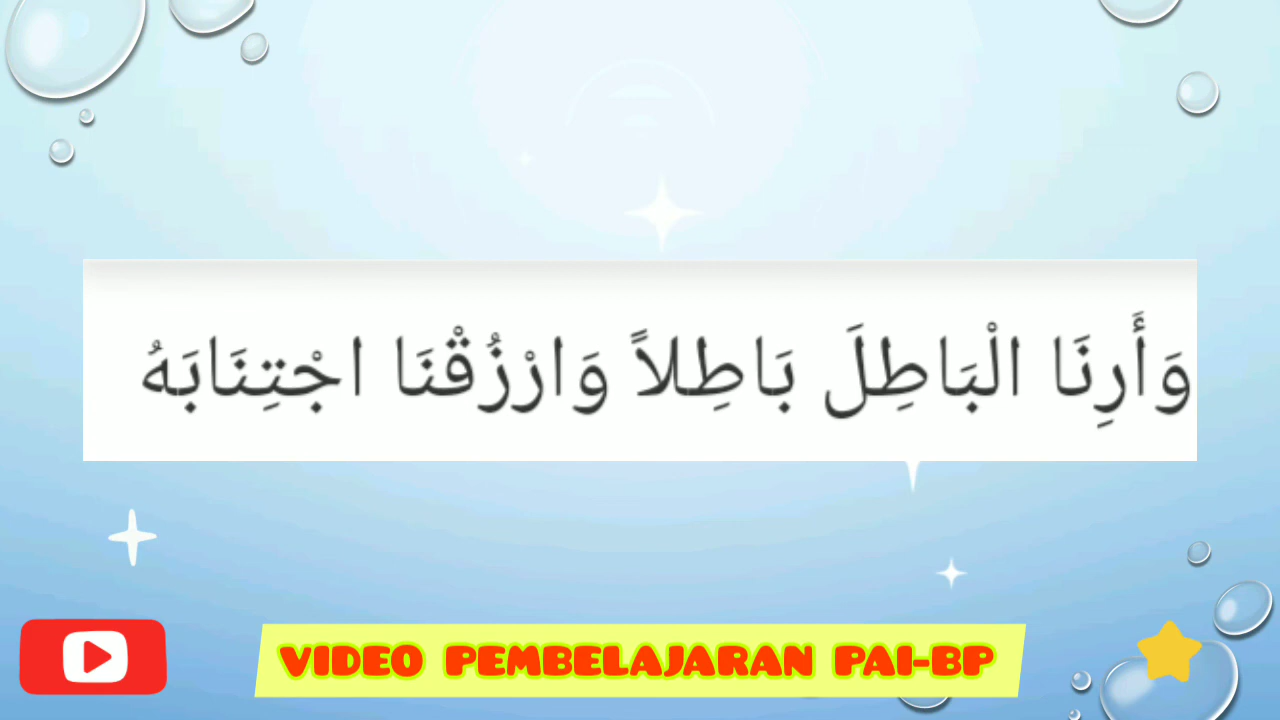 وَأَرِنَا الْبَاطِلَ بَاطِلاً وَارْزُقْنَا اجْتِنَابَهُ
VIDEO PEMBELAJARAN PAI-BP